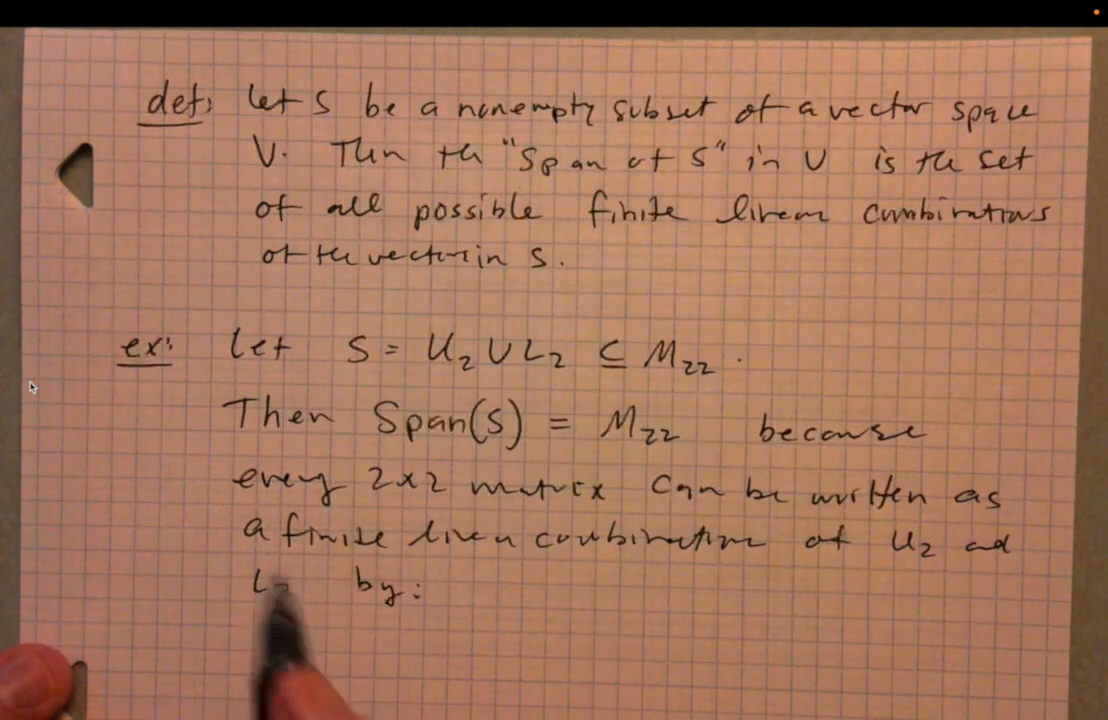 def: Let S be a nonempty subset of a vector space
V. Then the "Span of S" in V is the set
of all possible finite linear combinations
of the vectors in S.
ex: Let S = U₂ ∪ L₂ ⊆ M₂₂.
Then Span(S) = M₂₂ because
every 2x2 matrix can be written as
a finite linear combination of U₂ and
L₂ by: